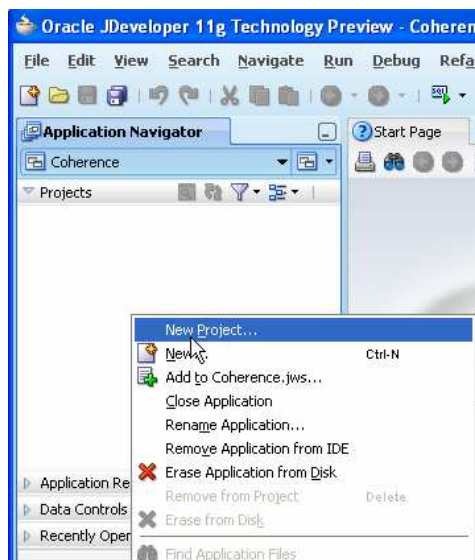 Oracle JDeveloper 11g Technology Preview - Coheren
File Edit View Search Navigate Run Debug Refa
Application Navigator
Start Page
Coherence
Projects
New Project...
New... Ctrl-N
Add to Coherence.jws...
Close Application
Rename Application...
Remove Application from IDE
Erase Application from Disk
Remove from Project Delete
Erase from Disk
Find Application Files
Application Re
Data Controls
Recently Oper